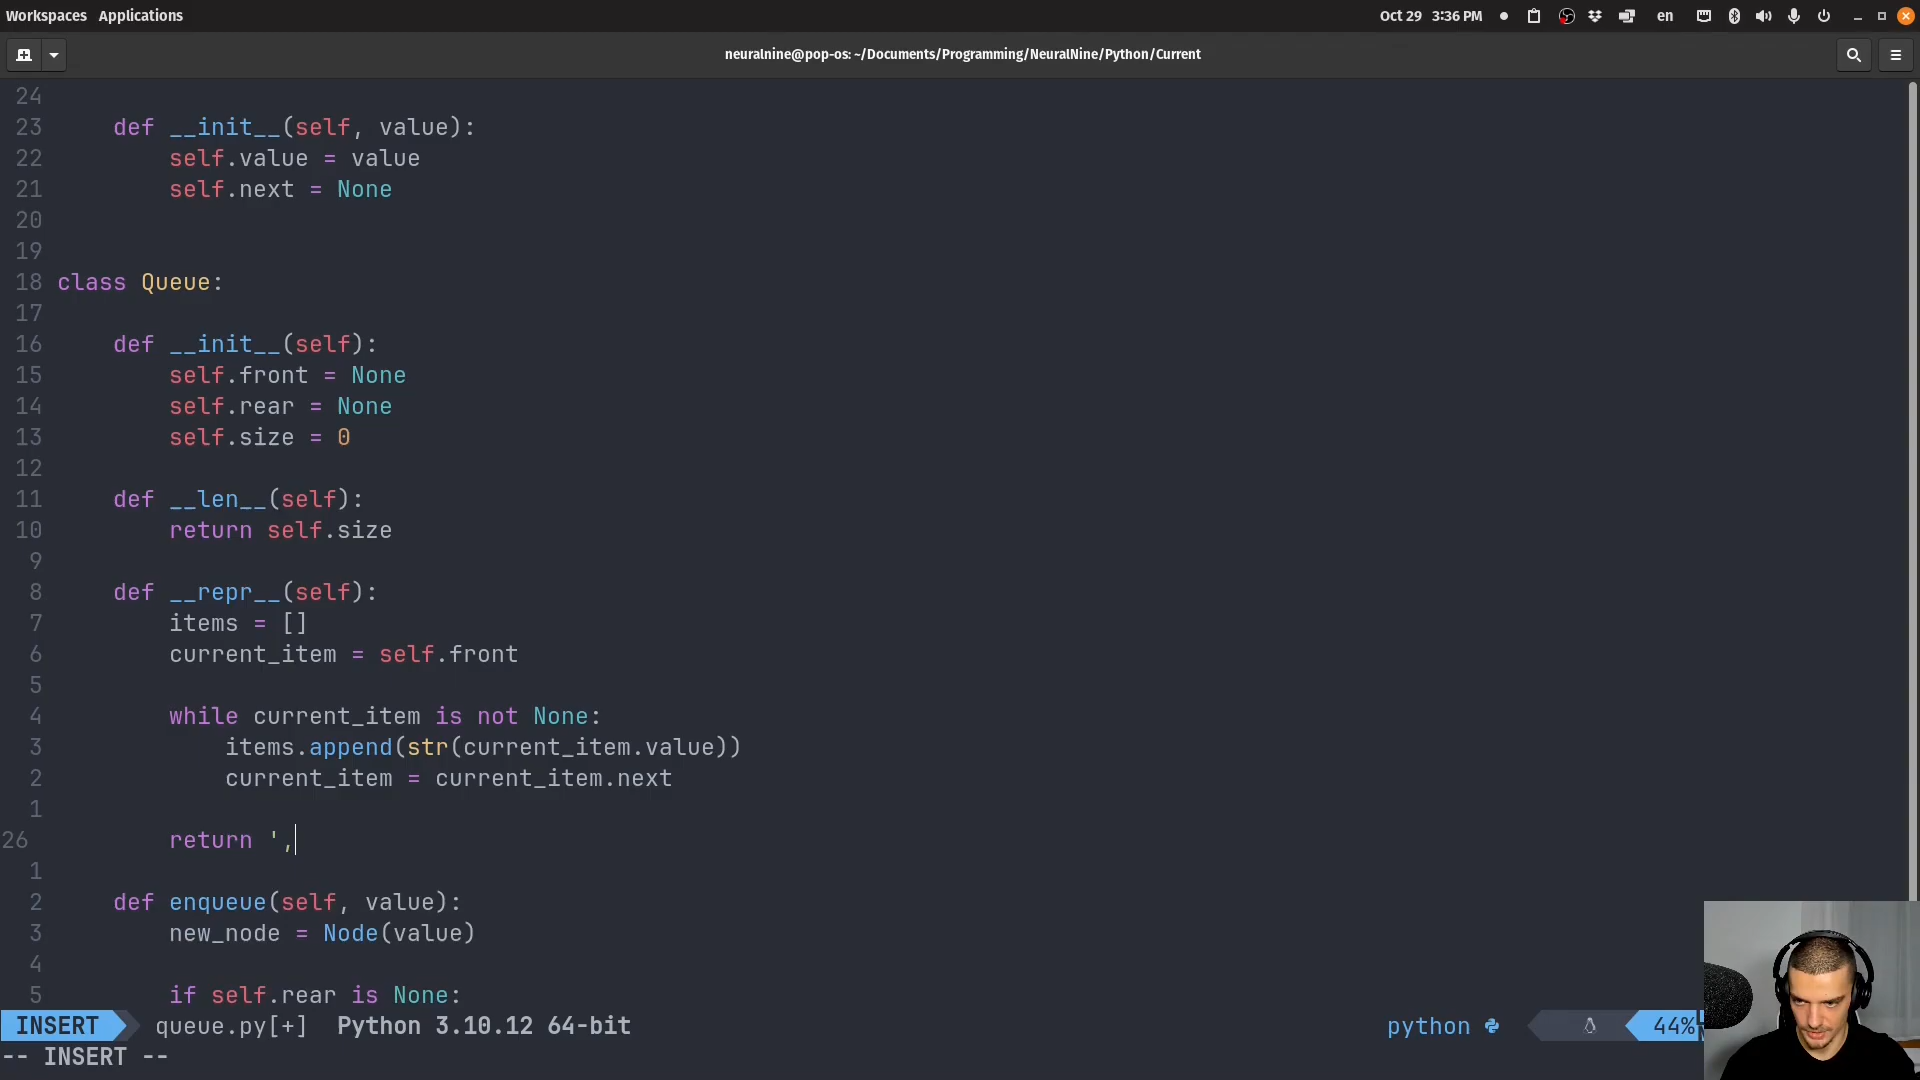 Workspaces Applications
Oct 29 3:36 PM
en
neuralnine@pop-os: ~/Documents/Programming/NeuralNine/Python/Current
24
23     def __init__(self, value):
22         self.value = value
21         self.next = None
20
19
18 class Queue:
17
16     def __init__(self):
15         self.front = None
14         self.rear = None
13         self.size = 0
12
11     def __len__(self):
10         return self.size
9
8     def __repr__(self):
7         items = []
6         current_item = self.front
5
4         while current_item is not None:
3             items.append(str(current_item.value))
2             current_item = current_item.next
1
26         return ',
1
2     def enqueue(self, value):
3         new_node = Node(value)
4
5         if self.rear is None:
INSERT queue.py[+] Python 3.10.12 64-bit
python
44%
-- INSERT --